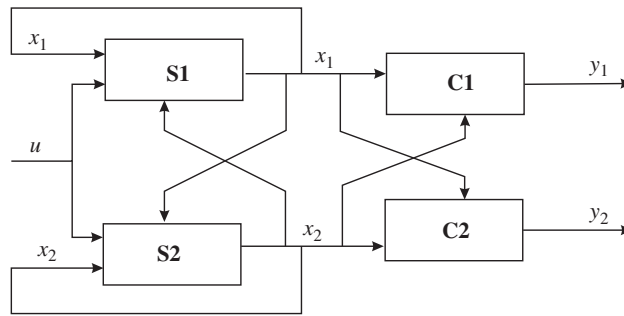 x₁
S1
x₁
C1
y₁
u
x₂
S2
x₂
C2
y₂